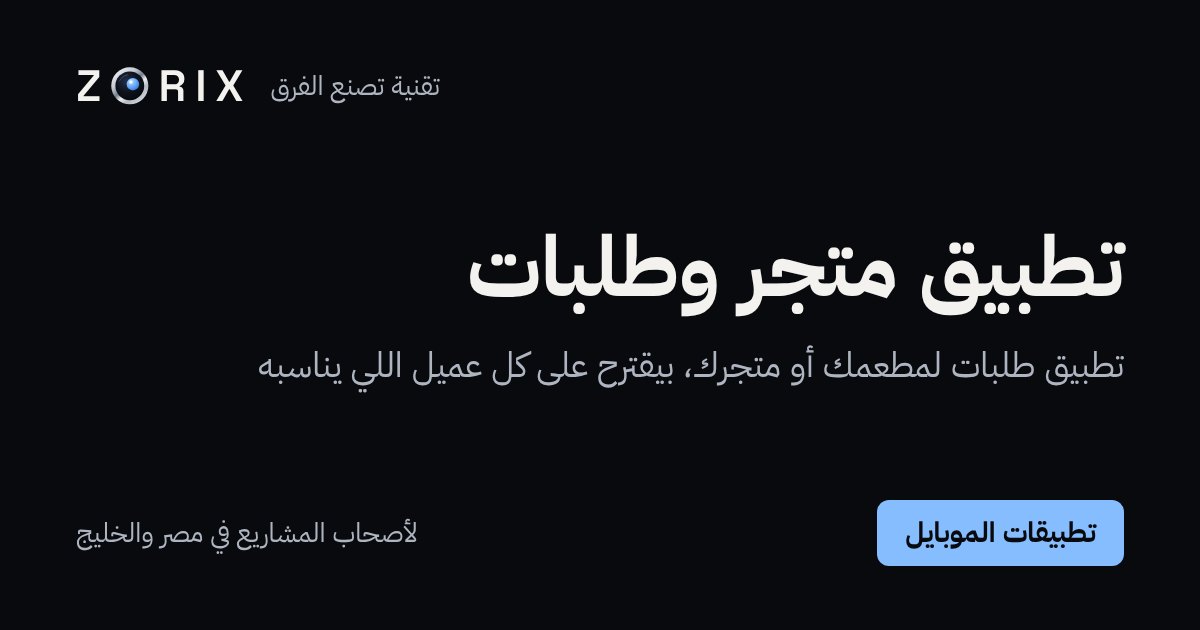 ZORIX
تقنية تصنع الفرق
تطبيق متجر وطلبات
تطبيق طلبات لمطعمك أو متجرك، بيقترح على كل عميل اللي يناسبه
تطبيقات الموبايل
لأصحاب المشاريع في مصر والخليج